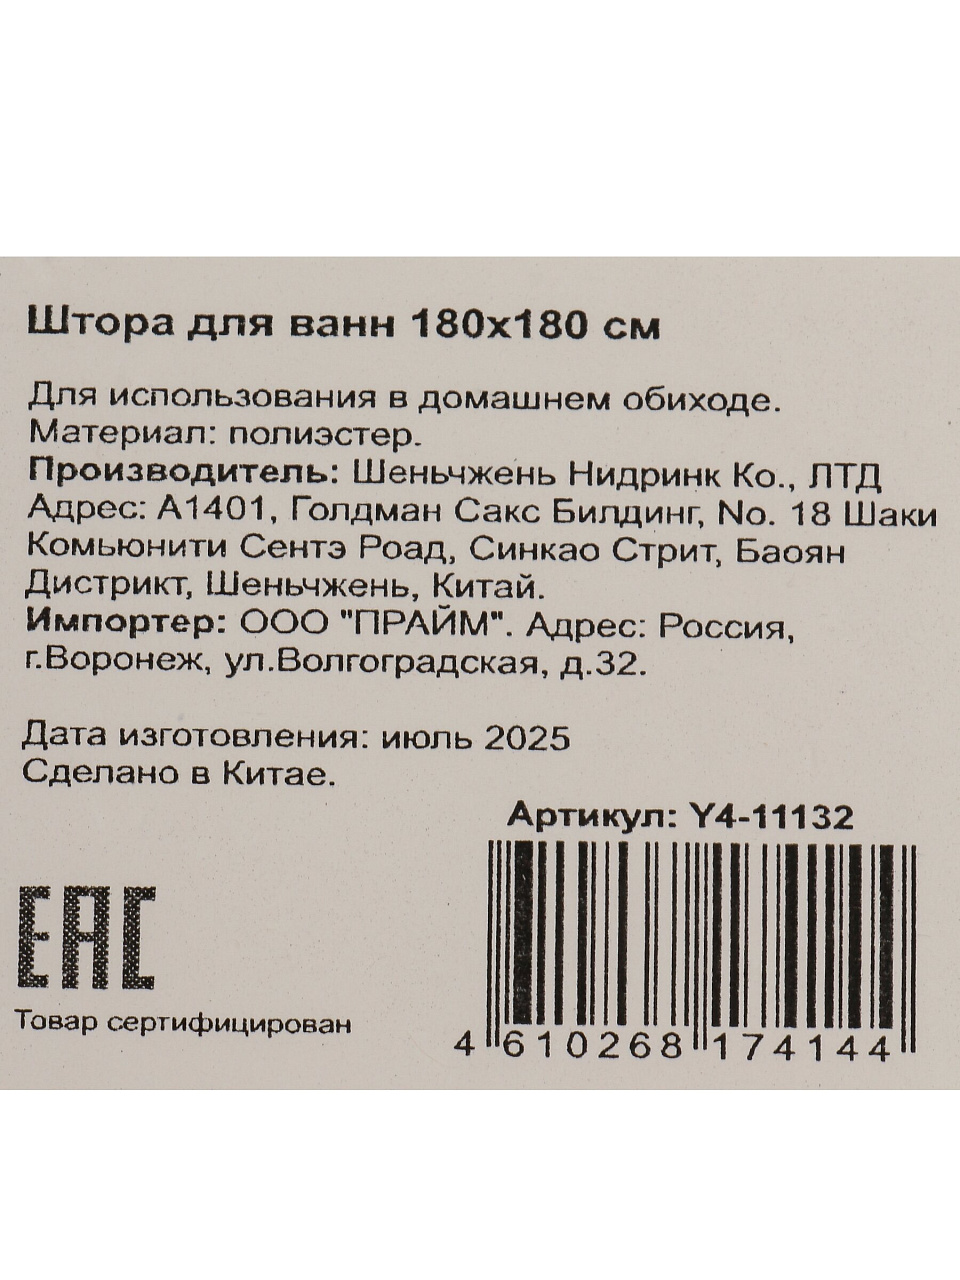 Штора для ванн 180х180 см
Для использования в домашнем обиходе.
Материал: полиэстер.
Производитель: Шеньчжень Нидринк Ко., ЛТД
Адрес: А1401, Голдман Сакс Билдинг, No. 18 Шаки
Комьюнити Сентэ Роад, Синкао Стрит, Баоян
Дистрикт, Шеньчжень, Китай.
Импортер: ООО "ПРАЙМ". Адрес: Россия,
г.Воронеж, ул.Волгоградская, д.32.
Дата изготовления: июль 2025
Сделано в Китае.
Артикул: Y4-11132
EAC
Товар сертифицирован
4 610268 174144